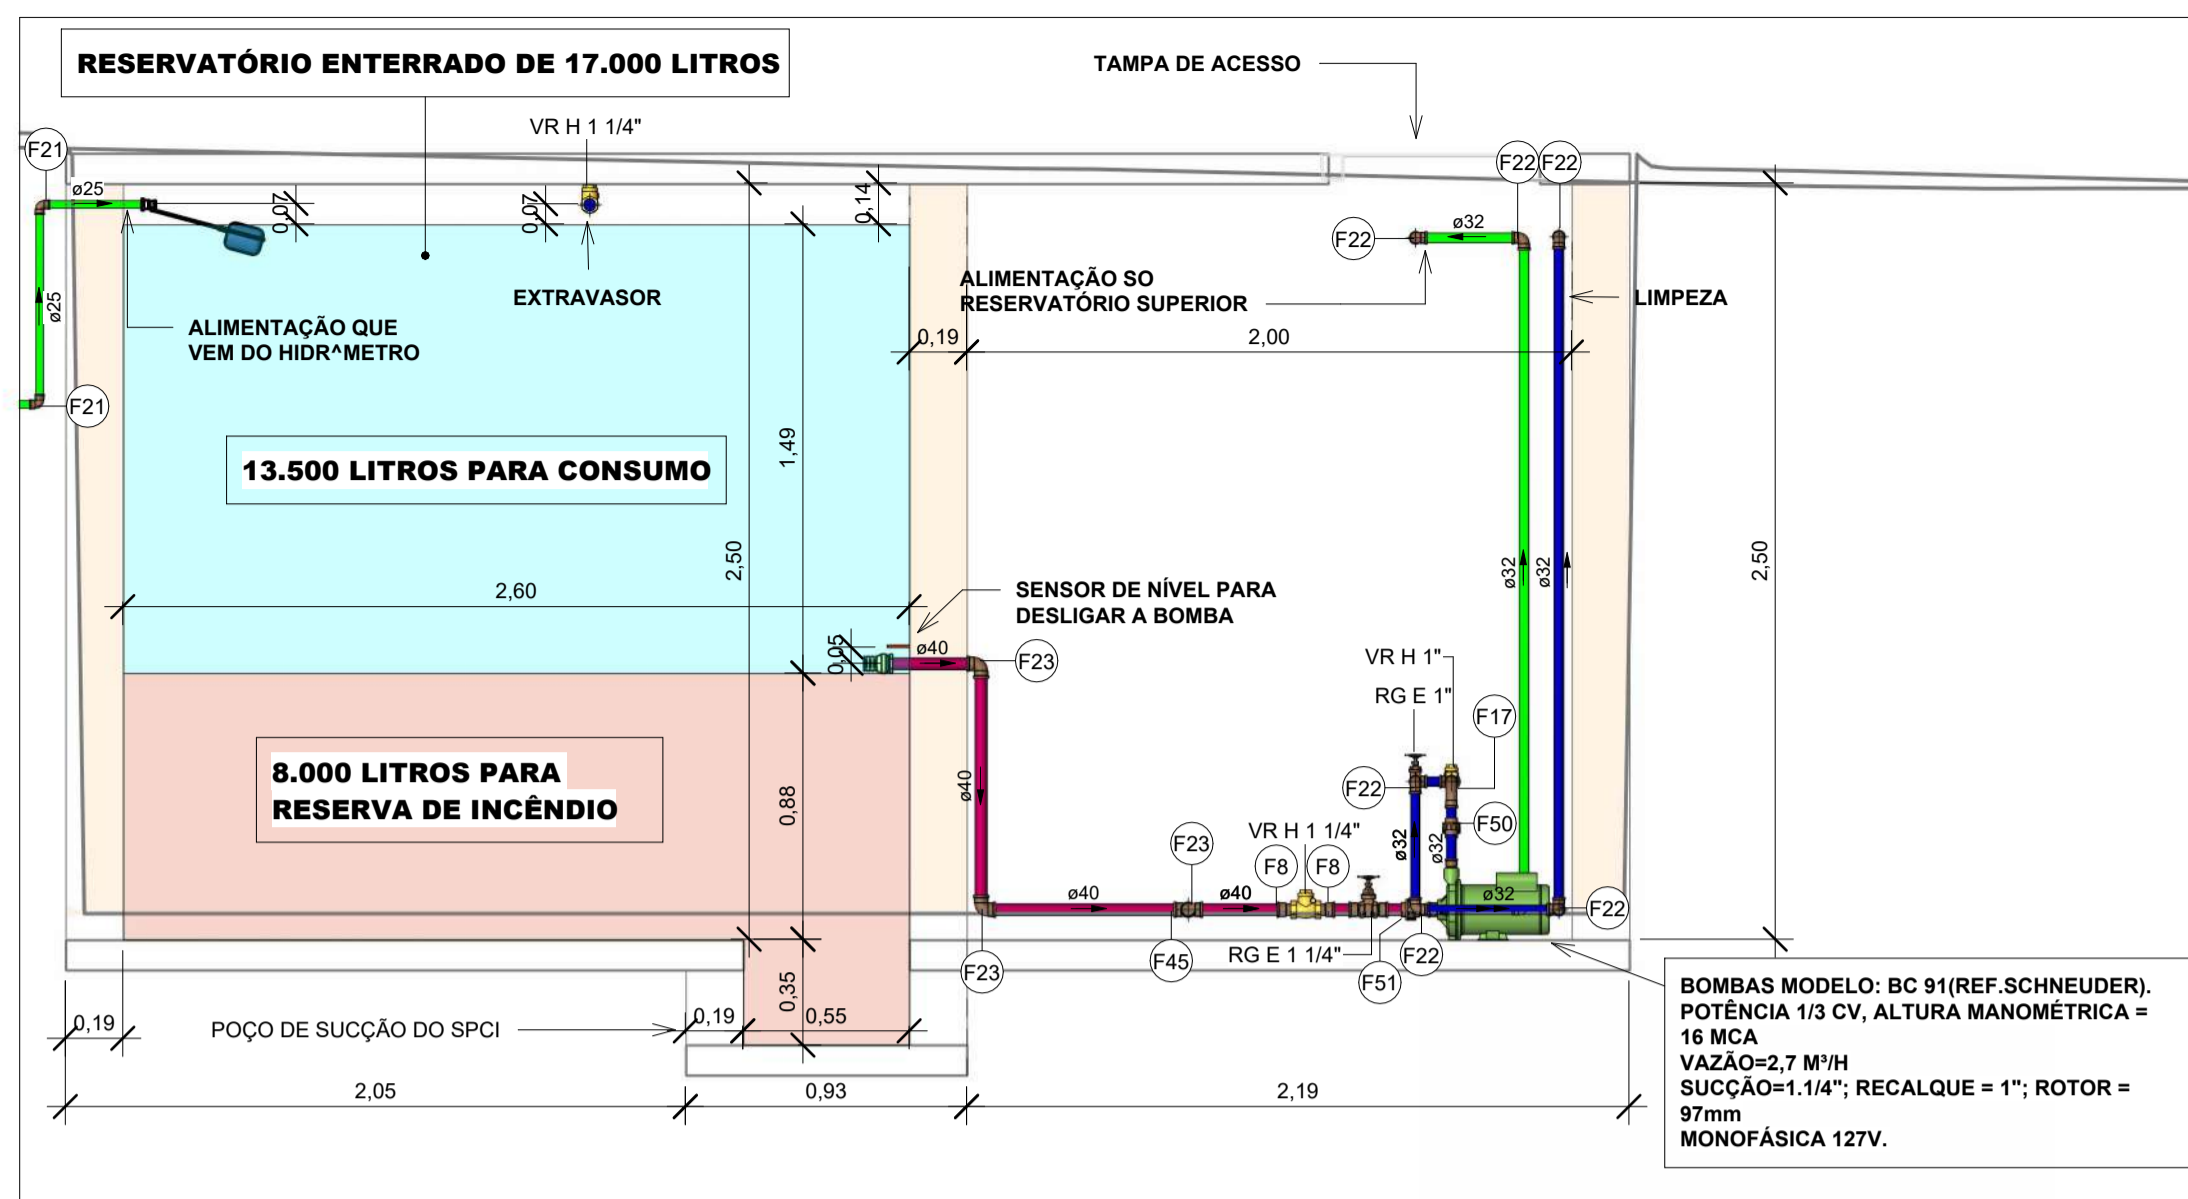 RESERVATÓRIO ENTERRADO DE 17.000 LITROS
TAMPA DE ACESSO
VR H 1 1/4"
F21
F22
F22
ø25
0,07
0,07
0,14
F22
ø32
ø25
EXTRAVASOR
ALIMENTAÇÃO SO
RESERVATÓRIO SUPERIOR
LIMPEZA
ALIMENTAÇÃO QUE
VEM DO HIDR^METRO
0,19
2,00
F21
1,49
13.500 LITROS PARA CONSUMO
2,50
2,50
ø32
ø32
2,60
SENSOR DE NÍVEL PARA
DESLIGAR A BOMBA
0,05
ø40
F23
VR H 1"
RG E 1"
F17
8.000 LITROS PARA
RESERVA DE INCÊNDIO
0,88
ø40
F22
F50
VR H 1 1/4"
F23
F8
F8
ø32
ø32
ø40
ø40
ø32
F22
F23
F45
RG E 1 1/4"
F51
F22
0,35
0,19
POÇO DE SUCÇÃO DO SPCI
0,19
0,55
2,05
0,93
2,19
BOMBAS MODELO: BC 91(REF.SCHNEUDER).
POTÊNCIA 1/3 CV, ALTURA MANOMÉTRICA =
16 MCA
VAZÃO=2,7 M³/H
SUCÇÃO=1.1/4"; RECALQUE = 1"; ROTOR =
97mm
MONOFÁSICA 127V.